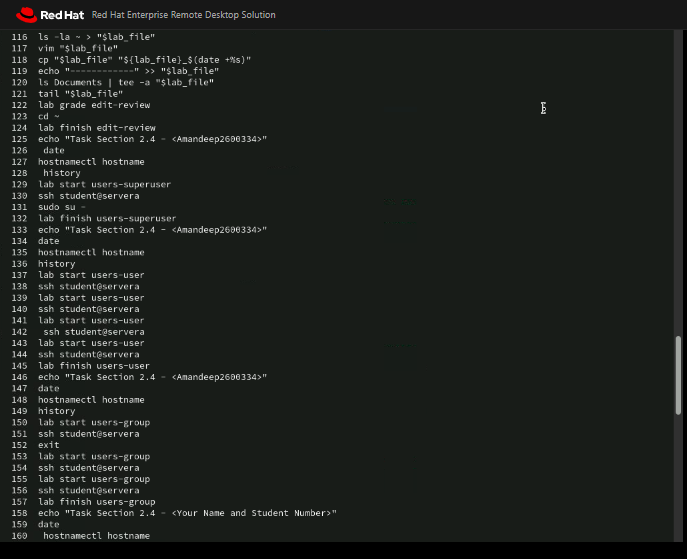 Red Hat Red Hat Enterprise Remote Desktop Solution
116 ls -la ~ > "$lab_file"
117 vim "$lab_file"
118 cp "$lab_file" "${lab_file}_$(date +%s)"
119 echo "------------" >> "$lab_file"
120 ls Documents | tee -a "$lab_file"
121 tail "$lab_file"
122 lab grade edit-review
123 cd ~
124 lab finish edit-review
125 echo "Task Section 2.4 - <Amandeep2600334>"
126  date
127 hostnamectl hostname
128  history
129 lab start users-superuser
130 ssh student@servera
131 sudo su -
132 lab finish users-superuser
133 echo "Task Section 2.4 - <Amandeep2600334>"
134 date
135 hostnamectl hostname
136 history
137 lab start users-user
138 ssh student@servera
139 lab start users-user
140 ssh student@servera
141 lab start users-user
142  ssh student@servera
143 lab start users-user
144 ssh student@servera
145 lab finish users-user
146 echo "Task Section 2.4 - <Amandeep2600334>"
147 date
148 hostnamectl hostname
149 history
150 lab start users-group
151 ssh student@servera
152 exit
153 lab start users-group
154 ssh student@servera
155 lab start users-group
156 ssh student@servera
157 lab finish users-group
158 echo "Task Section 2.4 - <Your Name and Student Number>"
159 date
160  hostnamectl hostname